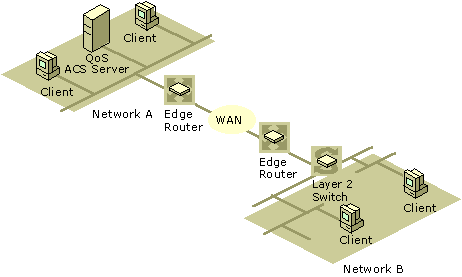 Client
QoS
ACS Server
Client
Network A
Edge
Router
WAN
Edge
Router
Layer 2
Switch
Client
Client
Network B